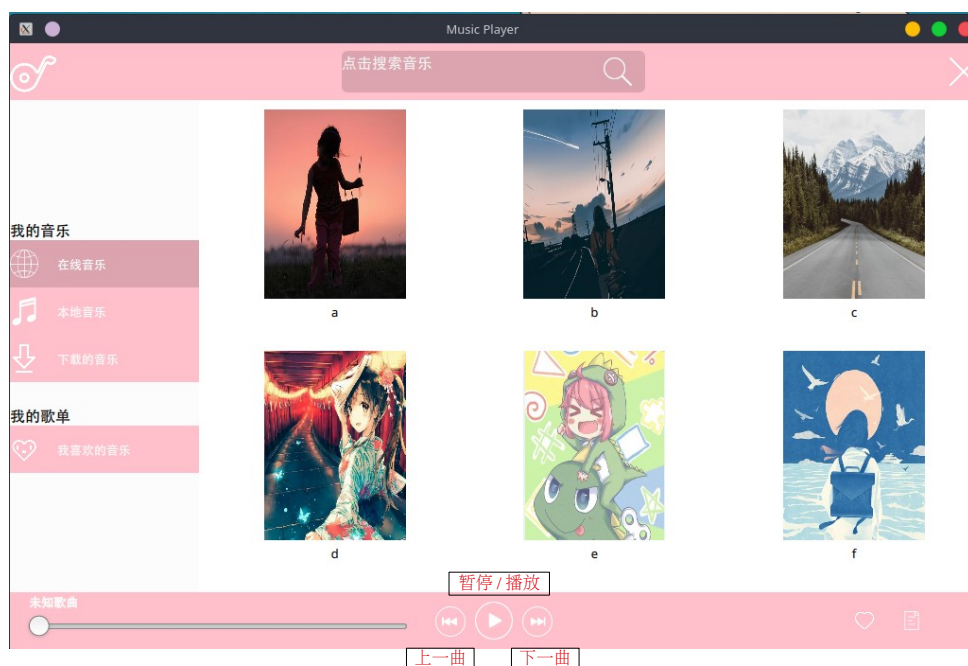 Music Player
点击搜索音乐
我的音乐
在线音乐
本地音乐
下载的音乐
我的歌单
我喜欢的音乐
a
b
c
d
e
f
暂停 / 播放
未知歌曲
上一曲
下一曲